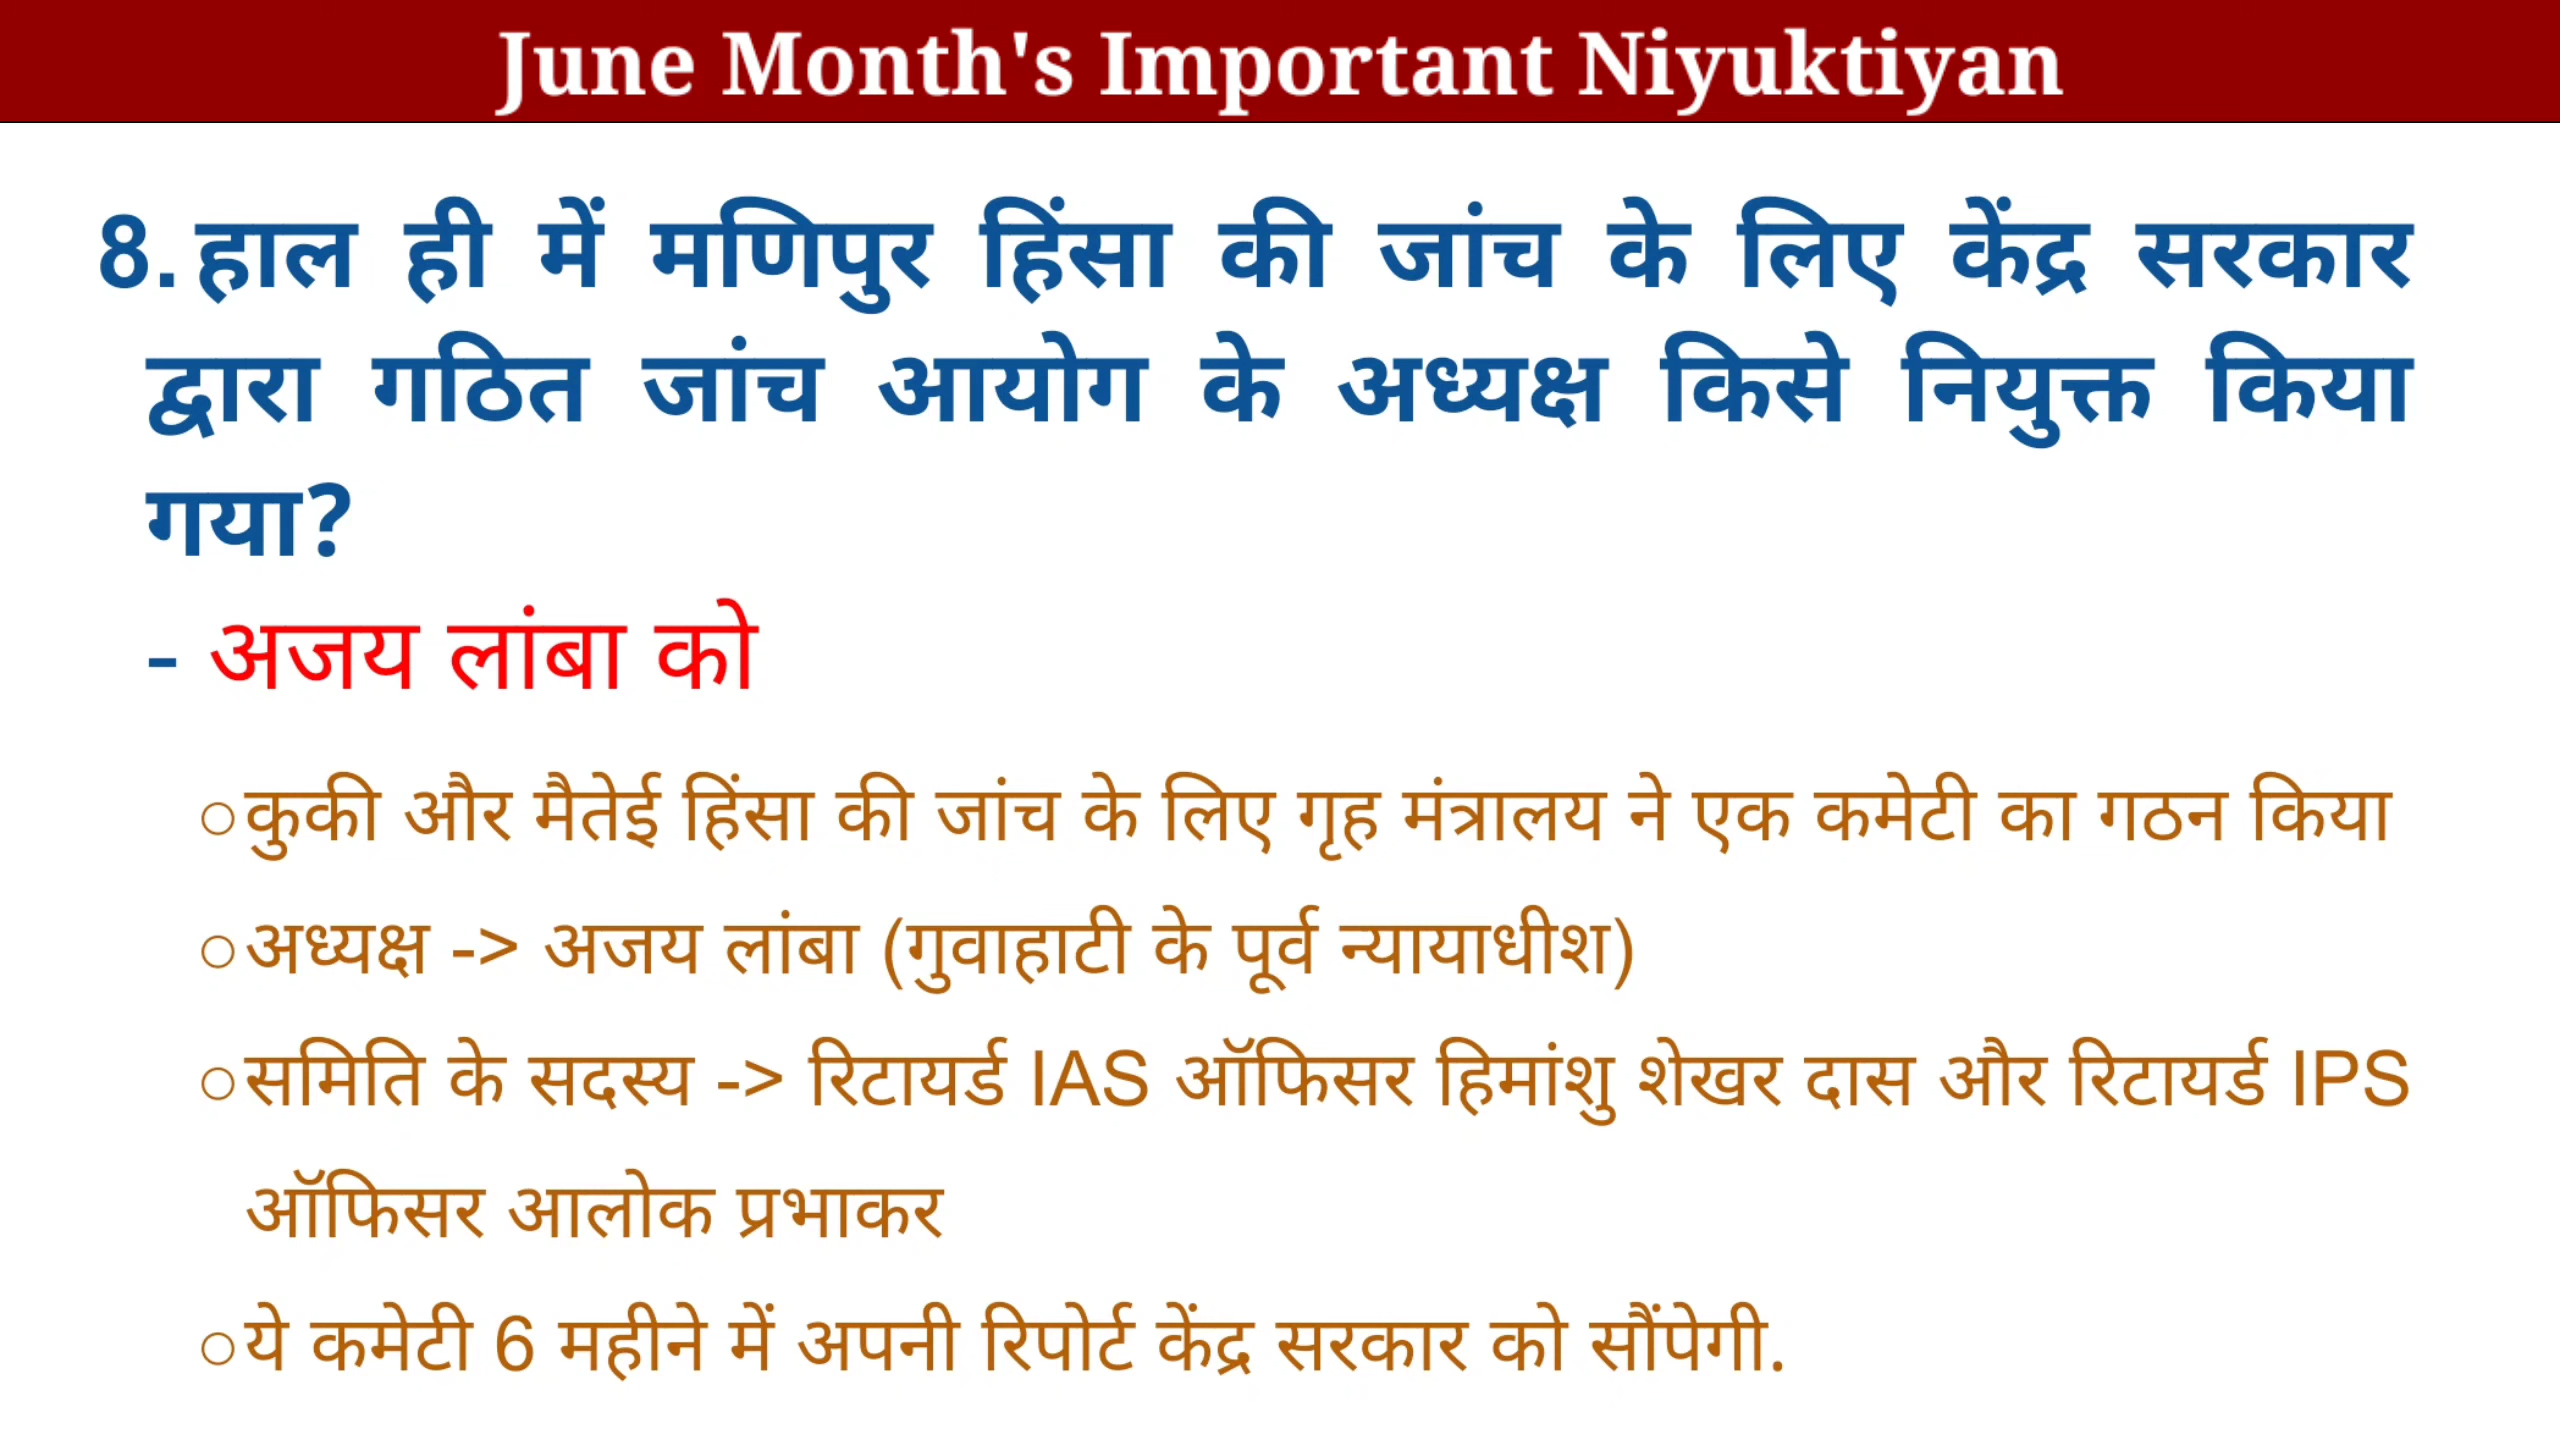 June Month's Important Niyuktiyan
8. हाल ही में मणिपुर हिंसा की जांच के लिए केंद्र सरकार
द्वारा गठित जांच आयोग के अध्यक्ष किसे नियुक्त किया
गया?
- अजय लांबा को
○ कुकी और मैतेई हिंसा की जांच के लिए गृह मंत्रालय ने एक कमेटी का गठन किया
○ अध्यक्ष -> अजय लांबा (गुवाहाटी के पूर्व न्यायाधीश)
○ समिति के सदस्य -> रिटायर्ड IAS ऑफिसर हिमांशु शेखर दास और रिटायर्ड IPS
ऑफिसर आलोक प्रभाकर
○ ये कमेटी 6 महीने में अपनी रिपोर्ट केंद्र सरकार को सौंपेगी.